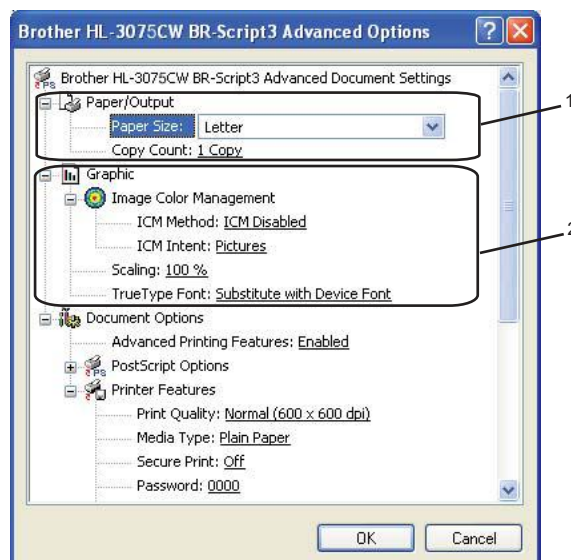 Brother HL-3075CW BR-Script3 Advanced Options
Brother HL-3075CW BR-Script3 Advanced Document Settings
Paper/Output
Paper Size: Letter
Copy Count: 1 Copy
1
Graphic
Image Color Management
ICM Method: ICM Disabled
2
ICM Intent: Pictures
Scaling: 100 %
TrueType Font: Substitute with Device Font
Document Options
Advanced Printing Features: Enabled
PostScript Options
Printer Features
Print Quality: Normal (600 x 600 dpi)
Media Type: Plain Paper
Secure Print: Off
Password: 0000
OK Cancel